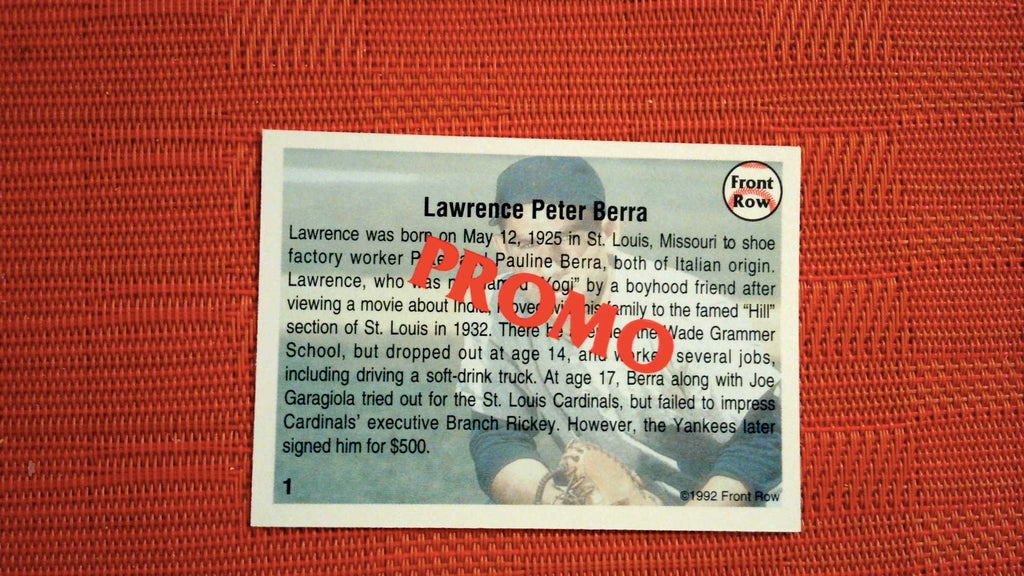 Front
Row
Lawrence Peter Berra
Lawrence was born on May 12, 1925 in St. Louis, Missouri to shoe
factory worker Pauline Berra, both of Italian origin.
Lawrence, who was "Yogi" by a boyhood friend after
viewing a movie about India, moved with his family to the famed "Hill"
section of St. Louis in 1932. There Wade Grammer
School, but dropped out at age 14, and worked several jobs,
including driving a soft-drink truck. At age 17, Berra along with Joe
Garagiola tried out for the St. Louis Cardinals, but failed to impress
Cardinals' executive Branch Rickey. However, the Yankees later
signed him for $500.
PROMO
1
©1992 Front Row